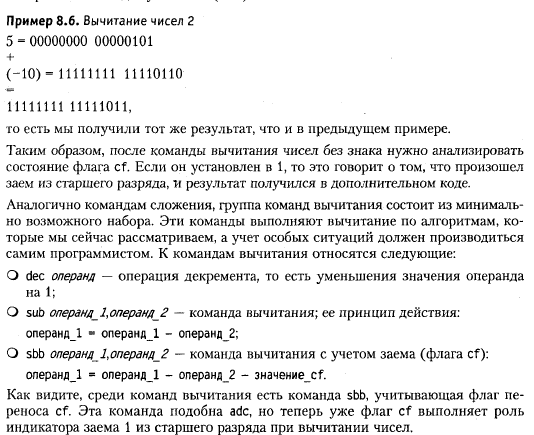 Пример 8.6. Вычитание чисел 2
5 = 00000000 00000101
+
(-10) = 11111111 11110110
=
11111111 11111011,
то есть мы получили тот же результат, что и в предыдущем примере.
Таким образом, после команды вычитания чисел без знака нужно анализировать
состояние флага cf. Если он установлен в 1, то это говорит о том, что произошел
заем из старшего разряда, и результат получился в дополнительном коде.
Аналогично командам сложения, группа команд вычитания состоит из минималь-
но возможного набора. Эти команды выполняют вычитание по алгоритмам, ко-
торые мы сейчас рассматриваем, а учет особых ситуаций должен производиться
самим программистом. К командам вычитания относятся следующие:
❍ dec операнд — операция декремента, то есть уменьшения значения операнда
на 1;
❍ sub операнд_1,операнд_2 — команда вычитания; ее принцип действия:
операнд_1 = операнд_1 - операнд_2;
❍ sbb операнд_1,операнд_2 — команда вычитания с учетом заема (флага cf):
операнд_1 = операнд_1 - операнд_2 - значение_cf.
Как видите, среди команд вычитания есть команда sbb, учитывающая флаг пе-
реноса cf. Эта команда подобна adc, но теперь уже флаг cf выполняет роль
индикатора заема 1 из старшего разряда при вычитании чисел.